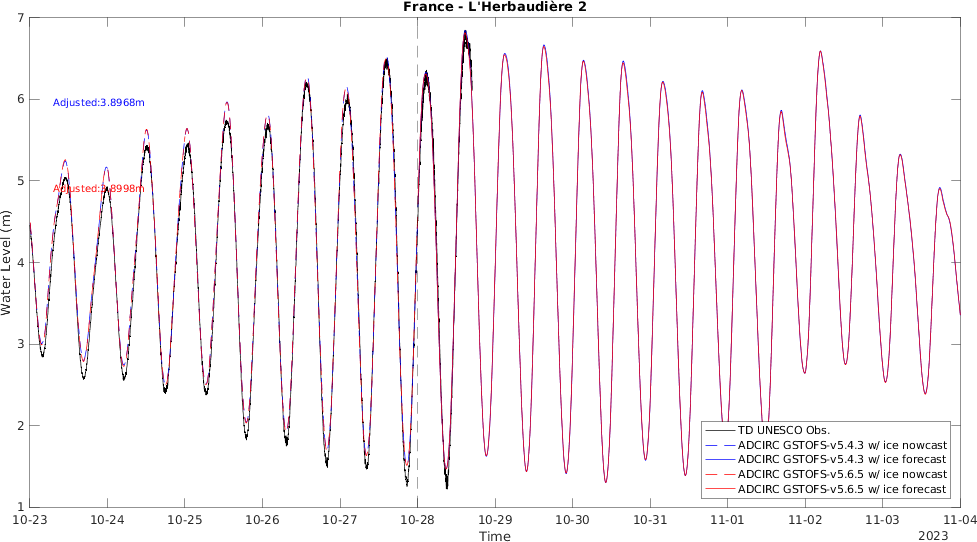 France - L'Herbaudière 2
7
6
5
4
3
2
1
Water Level (m)
Adjusted:3.8968m
Adjusted:3.8998m
TD UNESCO Obs.
ADCIRC GSTOFS-v5.4.3 w/ ice nowcast
ADCIRC GSTOFS-v5.4.3 w/ ice forecast
ADCIRC GSTOFS-v5.6.5 w/ ice nowcast
ADCIRC GSTOFS-v5.6.5 w/ ice forecast
10-23 10-24 10-25 10-26 10-27 10-28 10-29 10-30 10-31 11-01 11-02 11-03 11-04
Time
2023